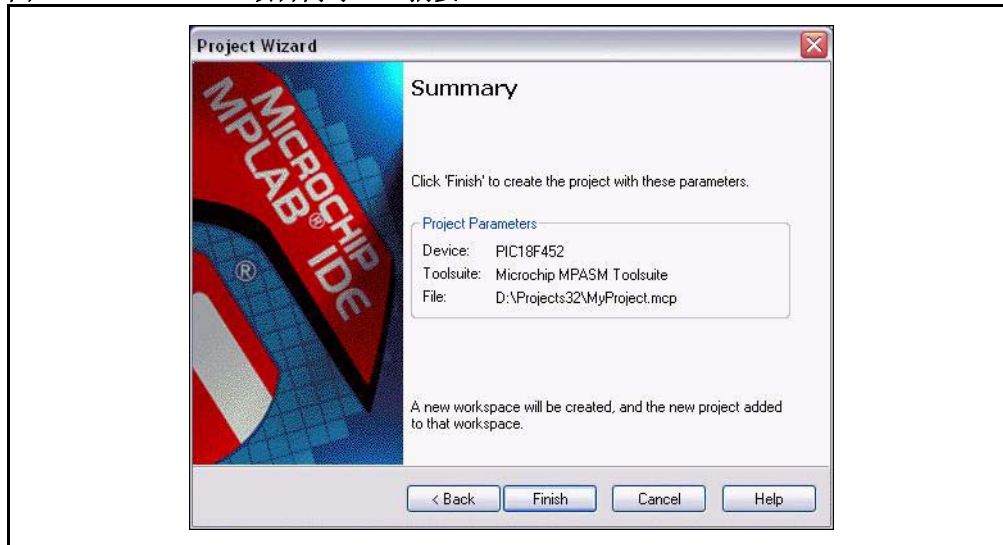 Project Wizard
MICROCHIP
MPLAB® IDE
®
Summary
Click 'Finish' to create the project with these parameters.
Project Parameters
Device: PIC18F452
Toolsuite: Microchip MPASM Toolsuite
File: D:\Projects32\MyProject.mcp
A new workspace will be created, and the new project added
to that workspace.
< Back Finish Cancel Help